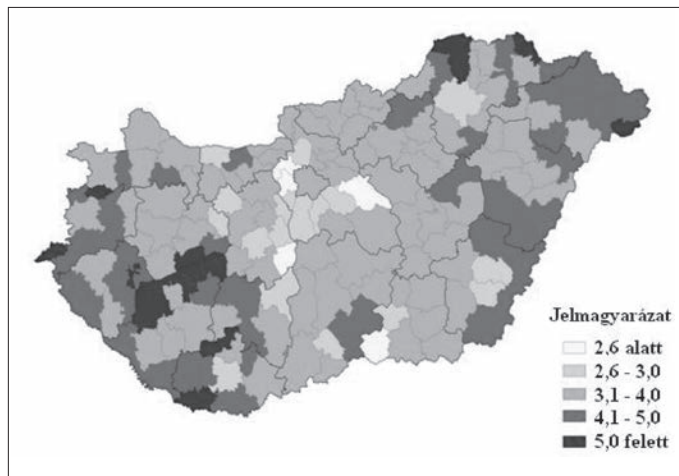 Jelmagyarázat
2,6 alatt
2,6 - 3,0
3,1 - 4,0
4,1 - 5,0
5,0 felett